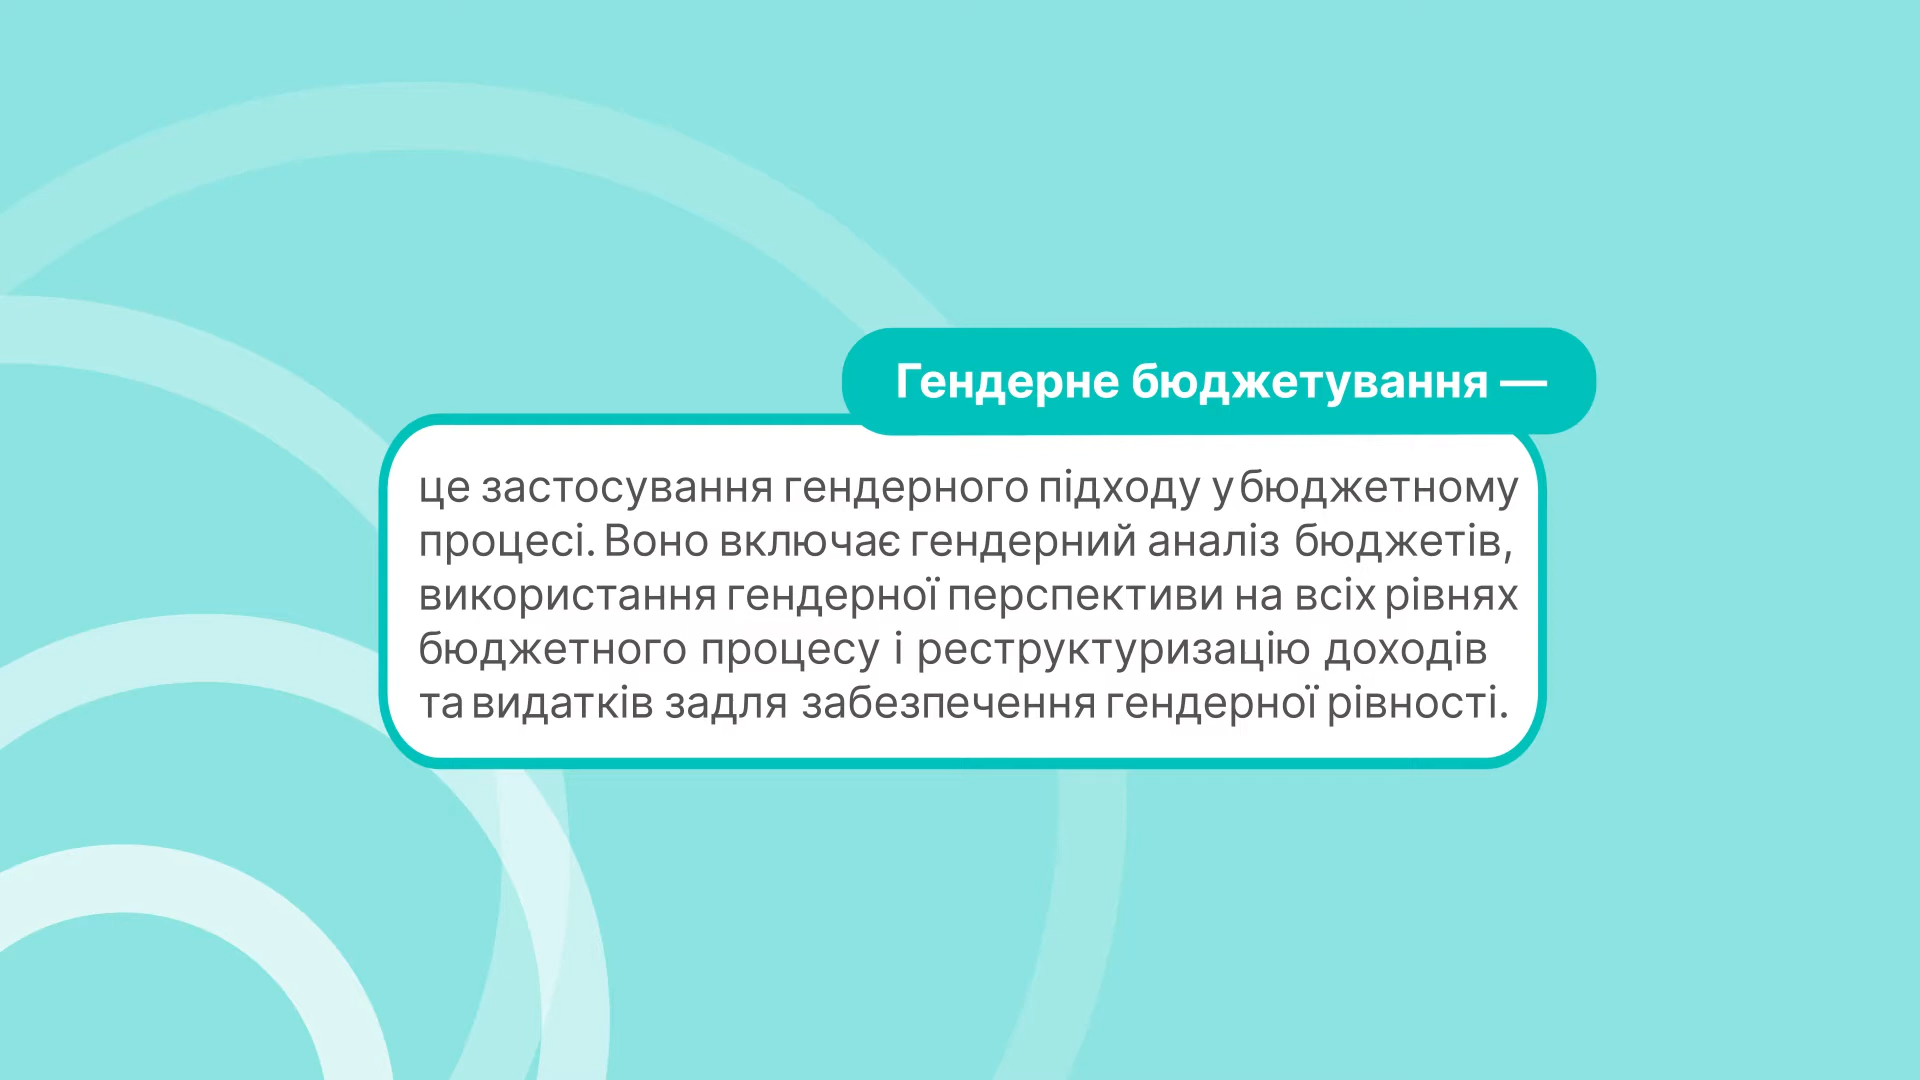 Гендерне бюджетування —
це застосування гендерного підходу у бюджетному
процесі. Воно включає гендерний аналіз бюджетів,
використання гендерної перспективи на всіх рівнях
бюджетного процесу і реструктуризацію доходів
та видатків задля забезпечення гендерної рівності.